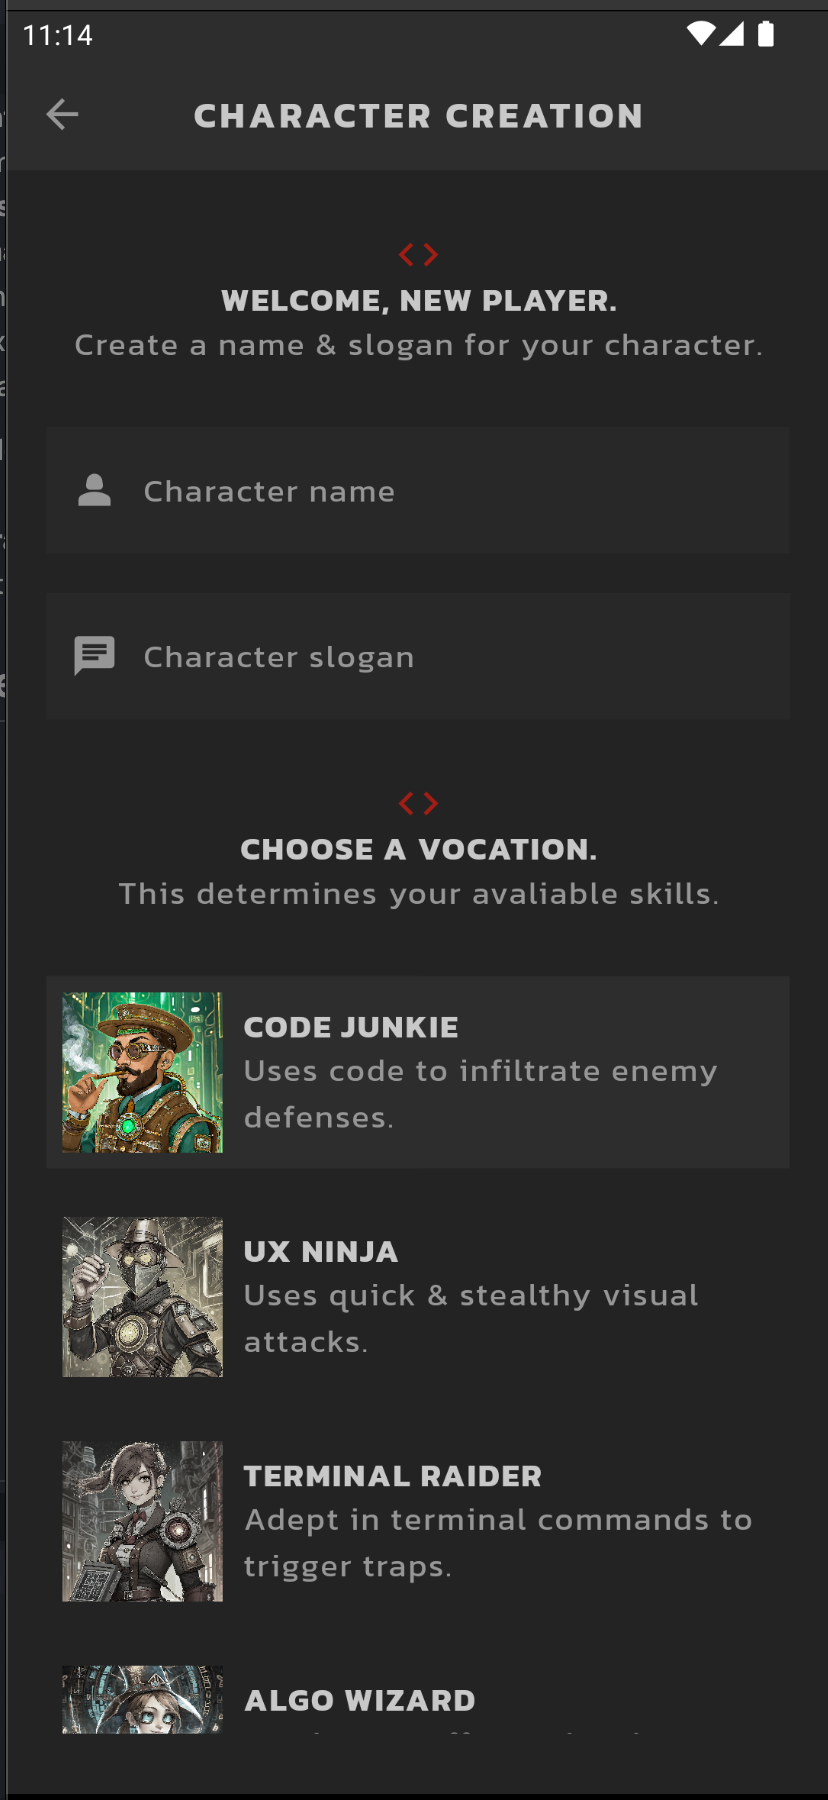 11:14
CHARACTER CREATION
< >
WELCOME, NEW PLAYER.
Create a name & slogan for your character.
Character name
Character slogan
< >
CHOOSE A VOCATION.
This determines your avaliable skills.
CODE JUNKIE
Uses code to infiltrate enemy
defenses.
UX NINJA
Uses quick & stealthy visual
attacks.
TERMINAL RAIDER
Adept in terminal commands to
trigger traps.
ALGO WIZARD